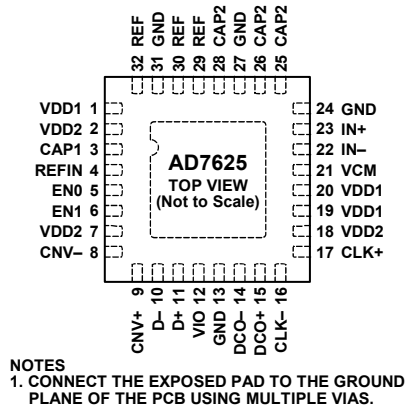 32 REF
31 GND
30 REF
29 REF
28 CAP2
27 GND
26 CAP2
25 CAP2
VDD1 1
VDD2 2
CAP1 3
REFIN 4
EN0 5
EN1 6
VDD2 7
CNV– 8
AD7625
TOP VIEW
(Not to Scale)
24 GND
23 IN+
22 IN–
21 VCM
20 VDD1
19 VDD1
18 VDD2
17 CLK+
CNV+ 9
D– 10
D+ 11
VIO 12
GND 13
DCO– 14
DCO+ 15
CLK– 16
NOTES
1. CONNECT THE EXPOSED PAD TO THE GROUND
PLANE OF THE PCB USING MULTIPLE VIAS.